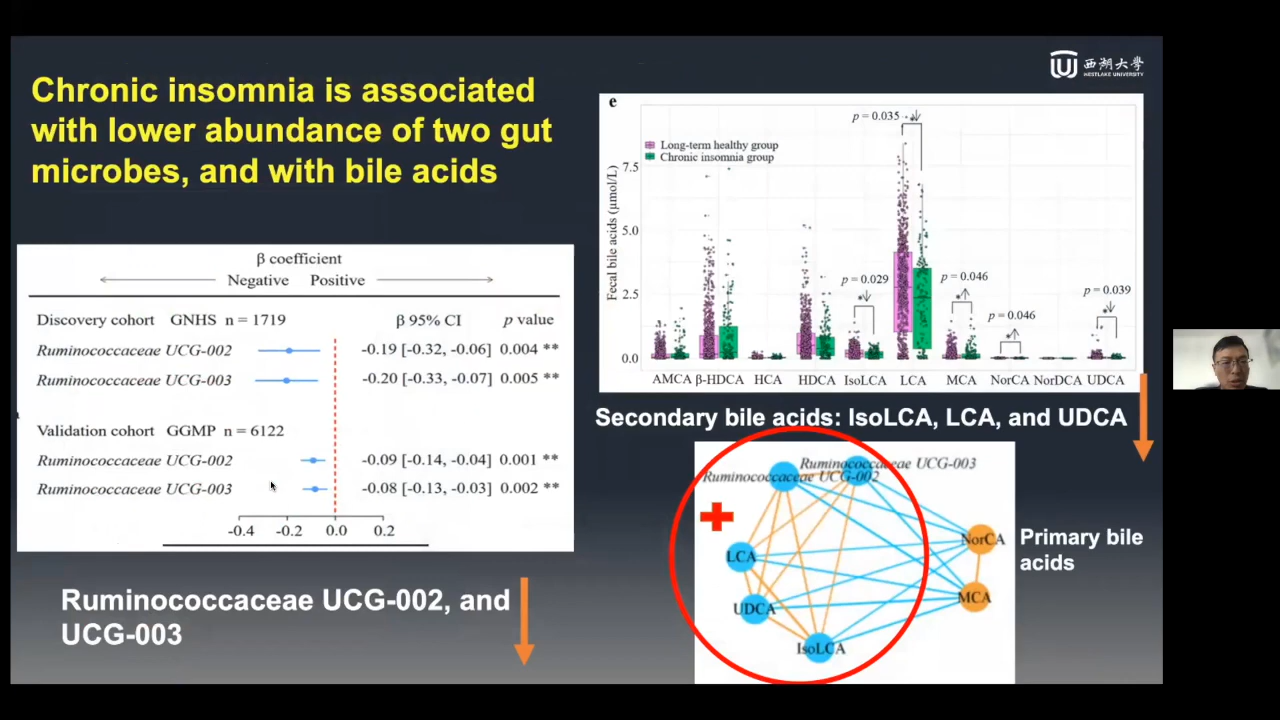 Chronic insomnia is associated
with lower abundance of two gut
microbes, and with bile acids
西湖大學
WESTLAKE UNIVERSITY
β coefficient
Negative Positive
Discovery cohort GNHS n = 1719 β 95% CI p value
Ruminococcaceae UCG-002 -0.19 [-0.32, -0.06] 0.004 **
Ruminococcaceae UCG-003 -0.20 [-0.33, -0.07] 0.005 **
Validation cohort GGMP n = 6122
Ruminococcaceae UCG-002 -0.09 [-0.14, -0.04] 0.001 **
Ruminococcaceae UCG-003 -0.08 [-0.13, -0.03] 0.002 **
-0.4 -0.2 0.0 0.2
Ruminococcaceae UCG-002, and
UCG-003
e
Long-term healthy group
Chronic insomnia group
Fecal bile acids (μmol/L)
7.5
5.0
2.5
0.0
p = 0.035
p = 0.029
p = 0.046
p = 0.046
p = 0.039
AMCA β-HDCA HCA HDCA IsoLCA LCA MCA NorCA NorDCA UDCA
Secondary bile acids: IsoLCA, LCA, and UDCA
Ruminococcaceae UCG-003
Ruminococcaceae UCG-002
LCA
UDCA
IsoLCA
NorCA
MCA
Primary bile
acids